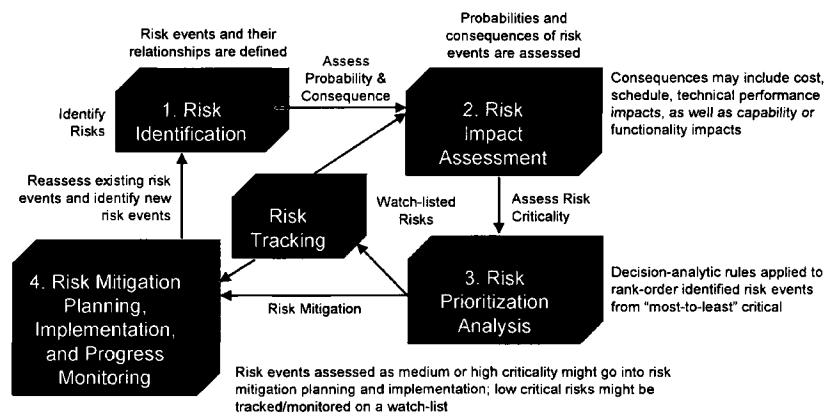 Risk events and their
relationships are defined
Probabilities and
consequences of risk
events are assessed
Assess
Probability &
Consequence
Identify
Risks
1. Risk
Identification
2. Risk
Impact
Assessment
Consequences may include cost,
schedule, technical performance
impacts, as well as capability or
functionality impacts
Reassess existing risk
events and identify new
risk events
Risk
Tracking
Watch-listed
Risks
Assess Risk
Criticality
4. Risk Mitigation
Planning,
Implementation,
and Progress
Monitoring
Risk Mitigation
3. Risk
Prioritization
Analysis
Decision-analytic rules applied to
rank-order identified risk events
from “most-to-least” critical
Risk events assessed as medium or high criticality might go into risk
mitigation planning and implementation; low critical risks might be
tracked/monitored on a watch-list